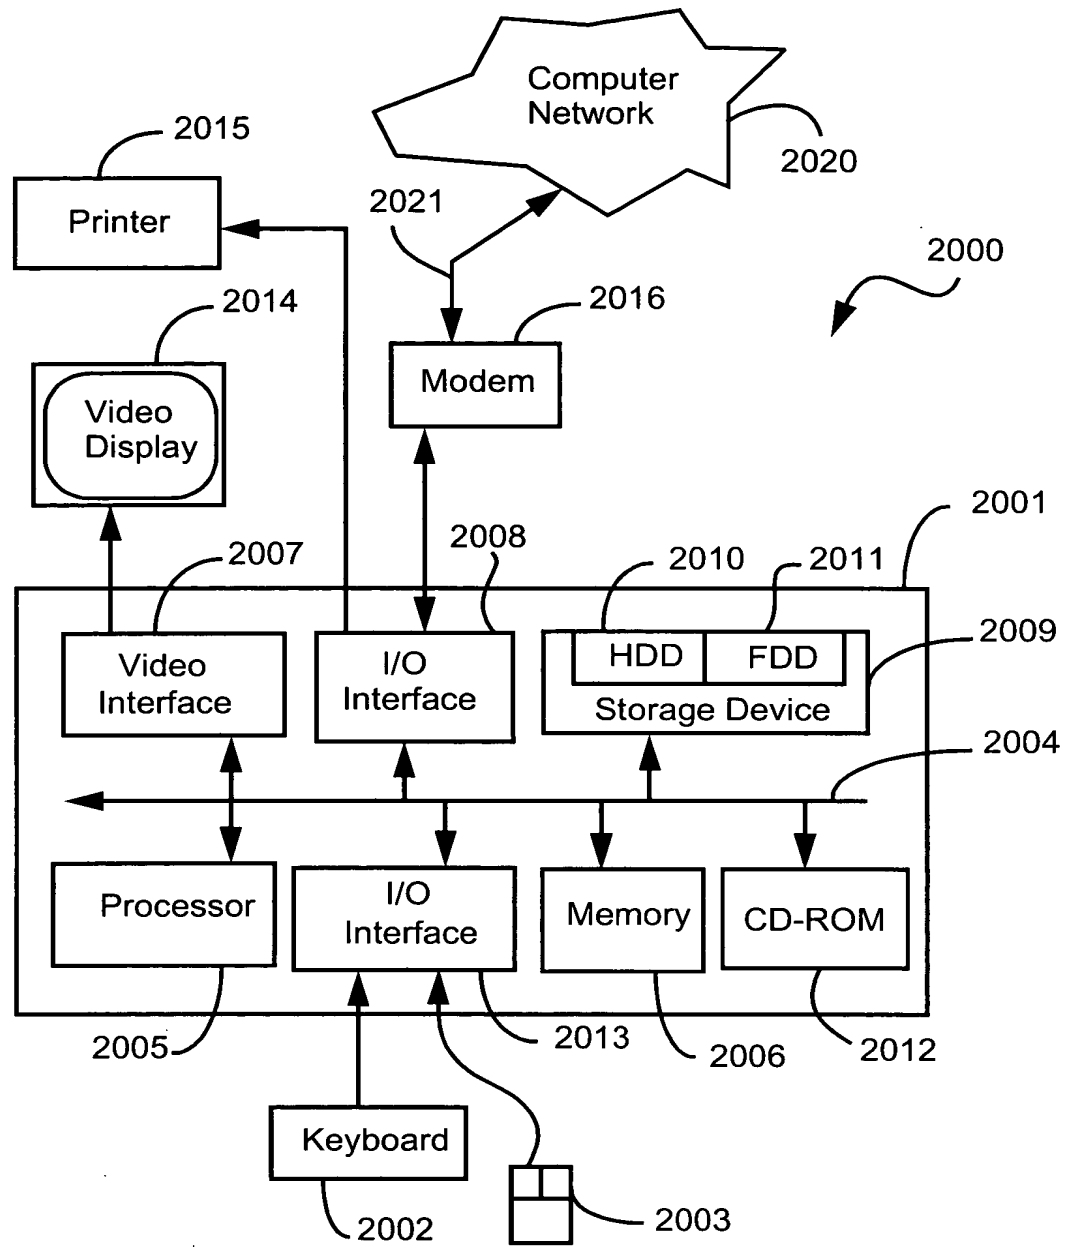 Computer
Network
2020
2015
Printer
2021
2000
2014
2016
Video
Display
Modem
2001
2007
2008
2010
2011
2009
Video
Interface
I/O
Interface
HDD
FDD
Storage Device
2004
Processor
I/O
Interface
Memory
CD-ROM
2005
2013
2006
2012
Keyboard
2002
2003